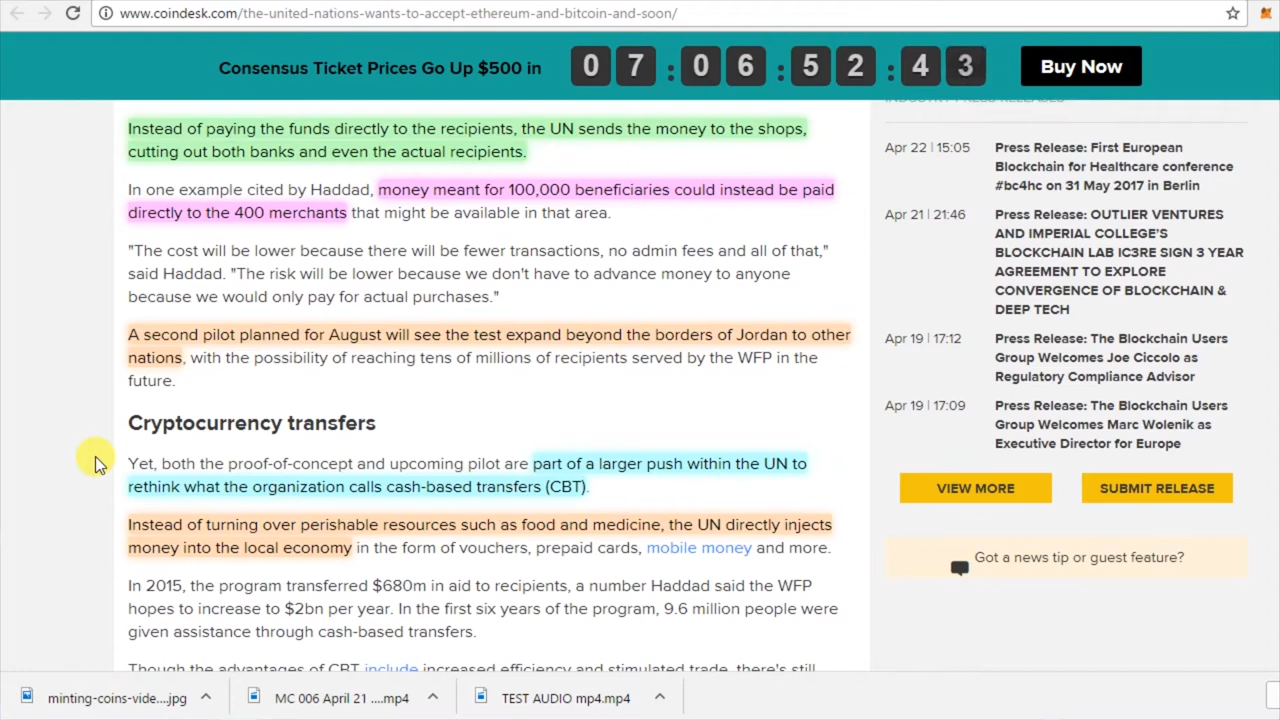 www.coindesk.com/the-united-nations-wants-to-accept-ethereum-and-bitcoin-and-soon/
Consensus Ticket Prices Go Up $500 in 07 : 06 : 52 : 43 Buy Now
Instead of paying the funds directly to the recipients, the UN sends the money to the shops,
cutting out both banks and even the actual recipients.
In one example cited by Haddad, money meant for 100,000 beneficiaries could instead be paid
directly to the 400 merchants that might be available in that area.
"The cost will be lower because there will be fewer transactions, no admin fees and all of that,"
said Haddad. "The risk will be lower because we don't have to advance money to anyone
because we would only pay for actual purchases."
A second pilot planned for August will see the test expand beyond the borders of Jordan to other
nations, with the possibility of reaching tens of millions of recipients served by the WFP in the
future.
Cryptocurrency transfers
Yet, both the proof-of-concept and upcoming pilot are part of a larger push within the UN to
rethink what the organization calls cash-based transfers (CBT).
Instead of turning over perishable resources such as food and medicine, the UN directly injects
money into the local economy in the form of vouchers, prepaid cards, mobile money and more.
In 2015, the program transferred $680m in aid to recipients, a number Haddad said the WFP
hopes to increase to $2bn per year. In the first six years of the program, 9.6 million people were
given assistance through cash-based transfers.
Though the advantages of CBT include increased efficiency and stimulated trade, there's still
INDUSTRY PRESS RELEASES
Apr 22 | 15:05 Press Release: First European
Blockchain for Healthcare conference
#bc4hc on 31 May 2017 in Berlin
Apr 21 | 21:46 Press Release: OUTLIER VENTURES
AND IMPERIAL COLLEGE'S
BLOCKCHAIN LAB IC3RE SIGN 3 YEAR
AGREEMENT TO EXPLORE
CONVERGENCE OF BLOCKCHAIN &
DEEP TECH
Apr 19 | 17:12 Press Release: The Blockchain Users
Group Welcomes Joe Ciccolo as
Regulatory Compliance Advisor
Apr 19 | 17:09 Press Release: The Blockchain Users
Group Welcomes Marc Wolenik as
Executive Director for Europe
VIEW MORE SUBMIT RELEASE
Got a news tip or guest feature?
minting-coins-vide....jpg MC 006 April 21 ....mp4 TEST AUDIO mp4.mp4